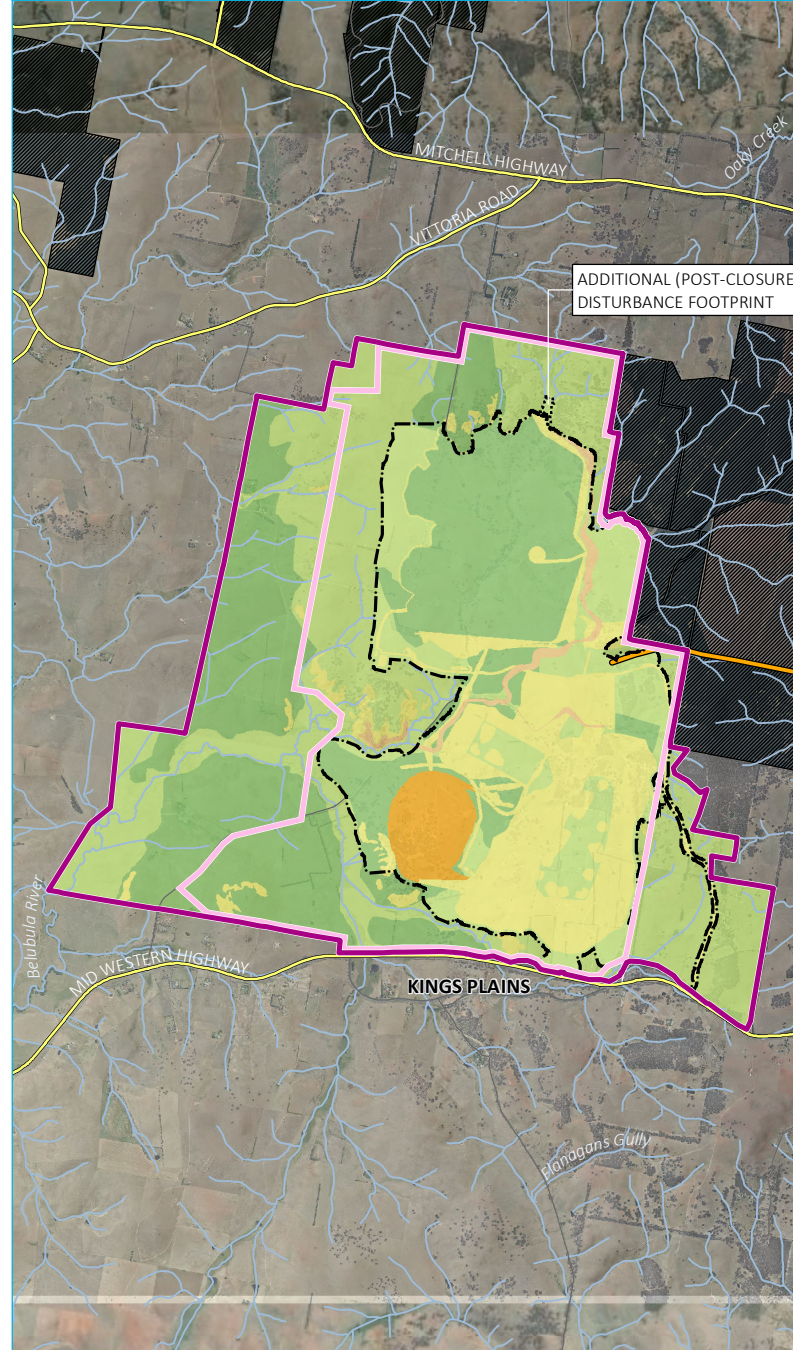 MITCHELL HIGHWAY
Oaky Creek
VITTORIA ROAD
ADDITIONAL (POST-CLOSURE
DISTURBANCE FOOTPRINT
Belubula River
MID WESTERN HIGHWAY
KINGS PLAINS
Flanagans Gully